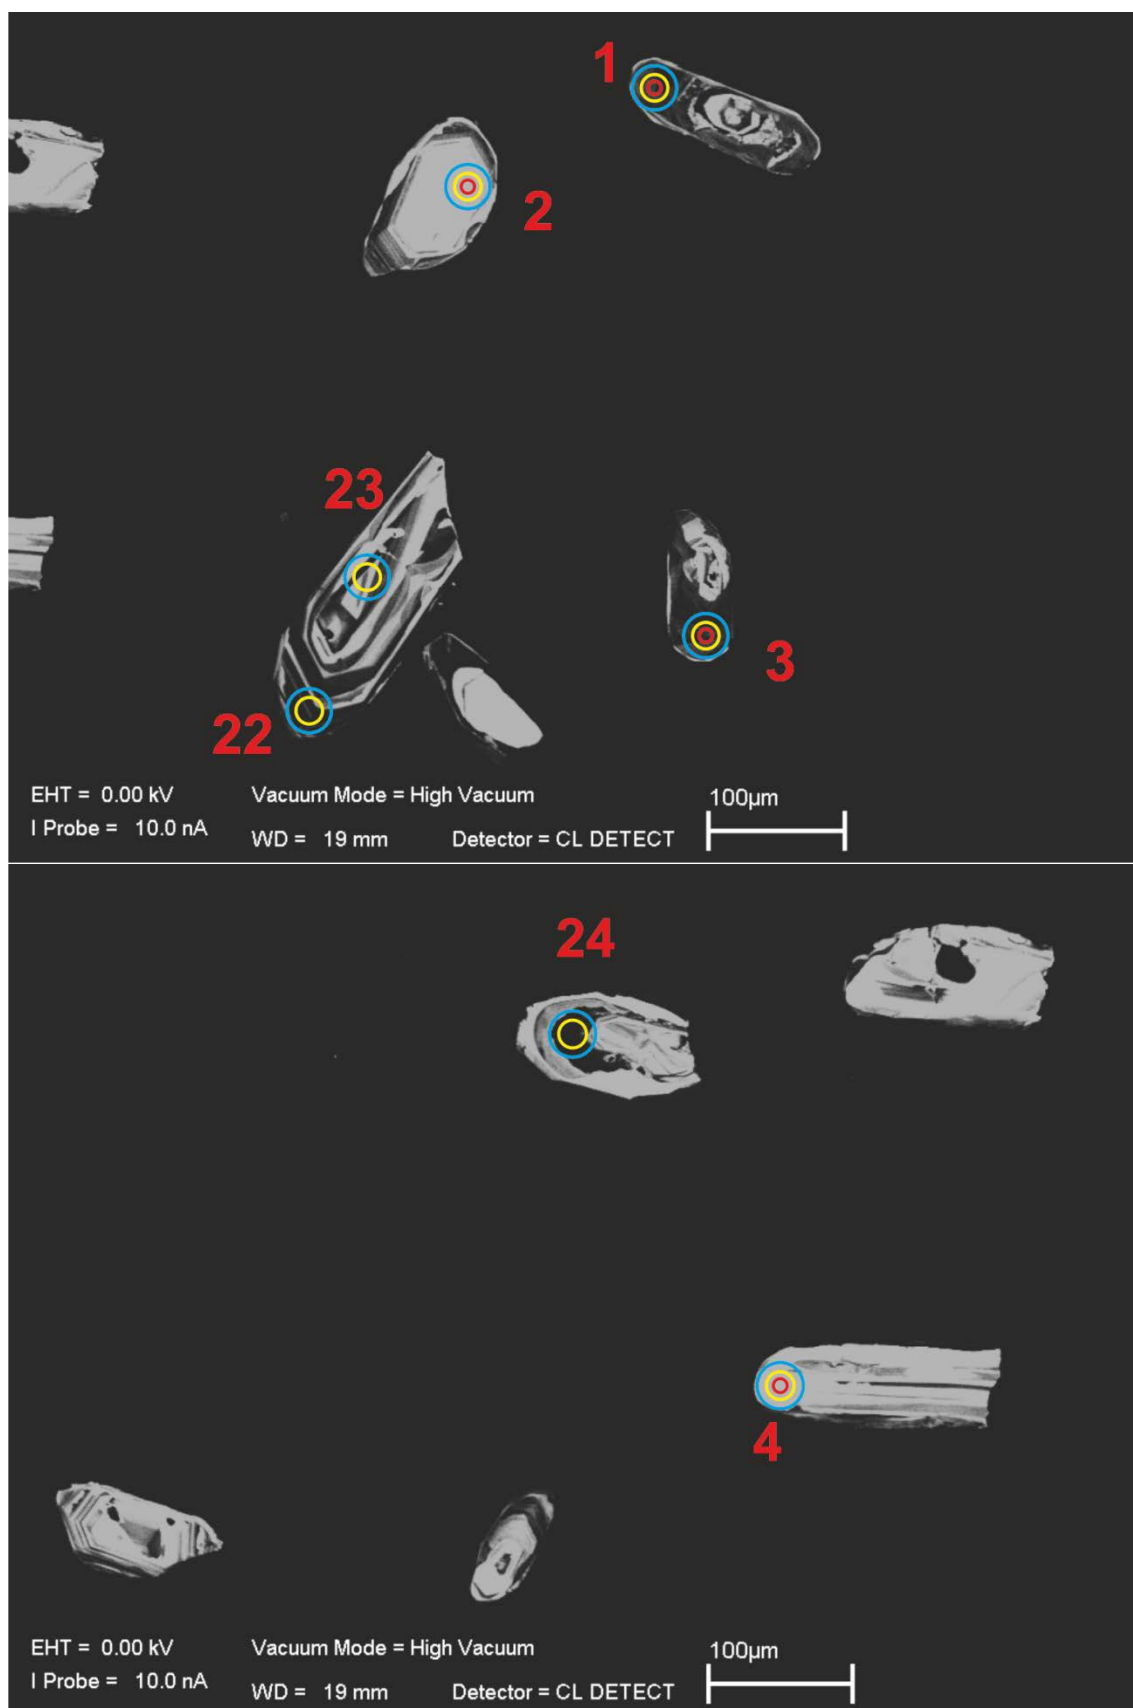 1
2
23
3
22
EHT = 0.00 kV
Vacuum Mode = High Vacuum
100µm
I Probe = 10.0 nA
WD = 19 mm
Detector = CL DETECT
24
4
EHT = 0.00 kV
Vacuum Mode = High Vacuum
100µm
I Probe = 10.0 nA
WD = 19 mm
Detector = CL DETECT